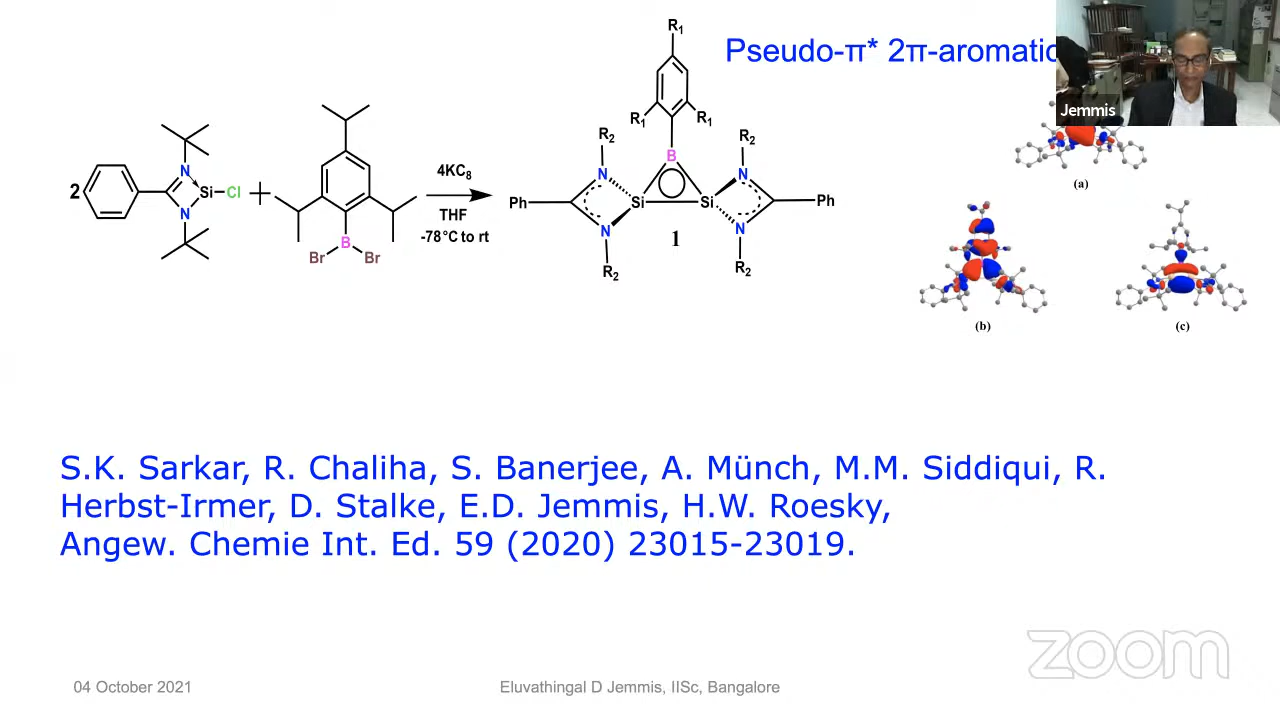 Pseudo-π* 2π-aromatic
Jemmis
2
N
N
Si
Cl
+
B
Br
Br
4KC₈
THF
-78°C to rt
R₁
R₁
R₁
R₂
R₂
B
N
N
Ph
Si
Si
Ph
N
N
R₂
R₂
1
(a)
(b)
(c)
S.K. Sarkar, R. Chaliha, S. Banerjee, A. Münch, M.M. Siddiqui, R.
Herbst-Irmer, D. Stalke, E.D. Jemmis, H.W. Roesky,
Angew. Chemie Int. Ed. 59 (2020) 23015-23019.
zoom
04 October 2021
Eluvathingal D Jemmis, IISc, Bangalore